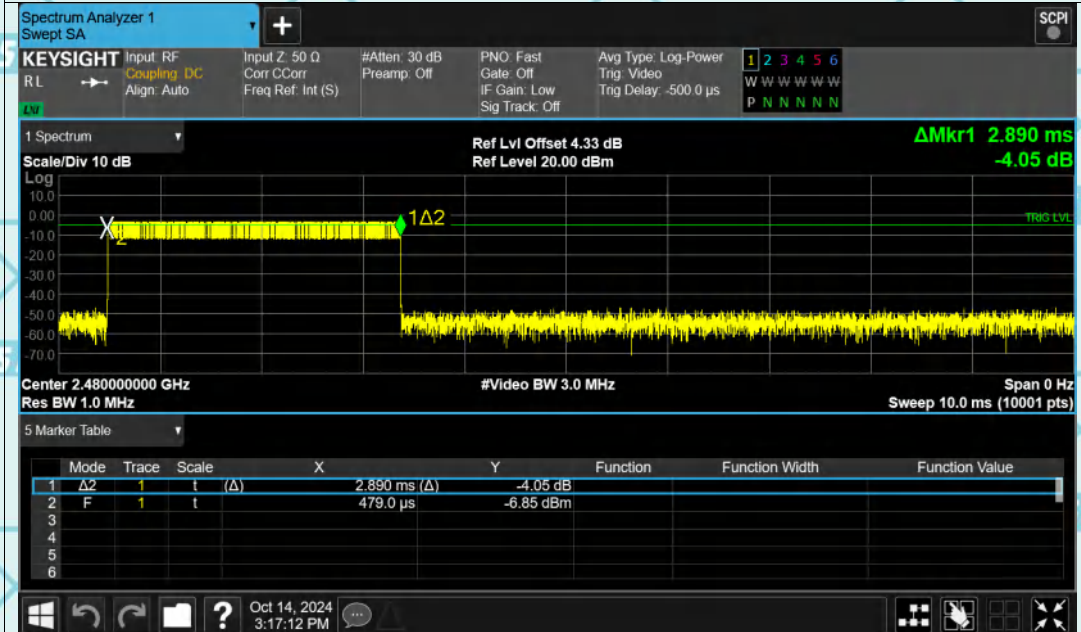 Spectrum Analyzer 1
Swept SA
+
SCPI
KEYSIGHT
RL
LXI
Input: RF
Coupling: DC
Align: Auto
Input Z: 50 Ω
Corr CCorr
Freq Ref: Int (S)
#Atten: 30 dB
Preamp: Off
PNO: Fast
Gate: Off
IF Gain: Low
Sig Track: Off
Avg Type: Log-Power
Trig: Video
Trig Delay: -500.0 µs
1 2 3 4 5 6
W W W W W W
P N N N N N
1 Spectrum
Scale/Div 10 dB
Ref Lvl Offset 4.33 dB
Ref Level 20.00 dBm
ΔMkr1 2.890 ms
-4.05 dB
Log
10.0
0.00
-10.0
-20.0
-30.0
-40.0
-50.0
-60.0
-70.0
X2
1Δ2
TRIG LVL
Center 2.480000000 GHz
#Video BW 3.0 MHz
Span 0 Hz
Res BW 1.0 MHz
Sweep 10.0 ms (10001 pts)
5 Marker Table
Mode Trace Scale X Y Function Function Width Function Value
1 Δ2 1 t (Δ) 2.890 ms (Δ) -4.05 dB
2 F 1 t 479.0 µs -6.85 dBm
3
4
5
6
?
Oct 14, 2024
3:17:12 PM